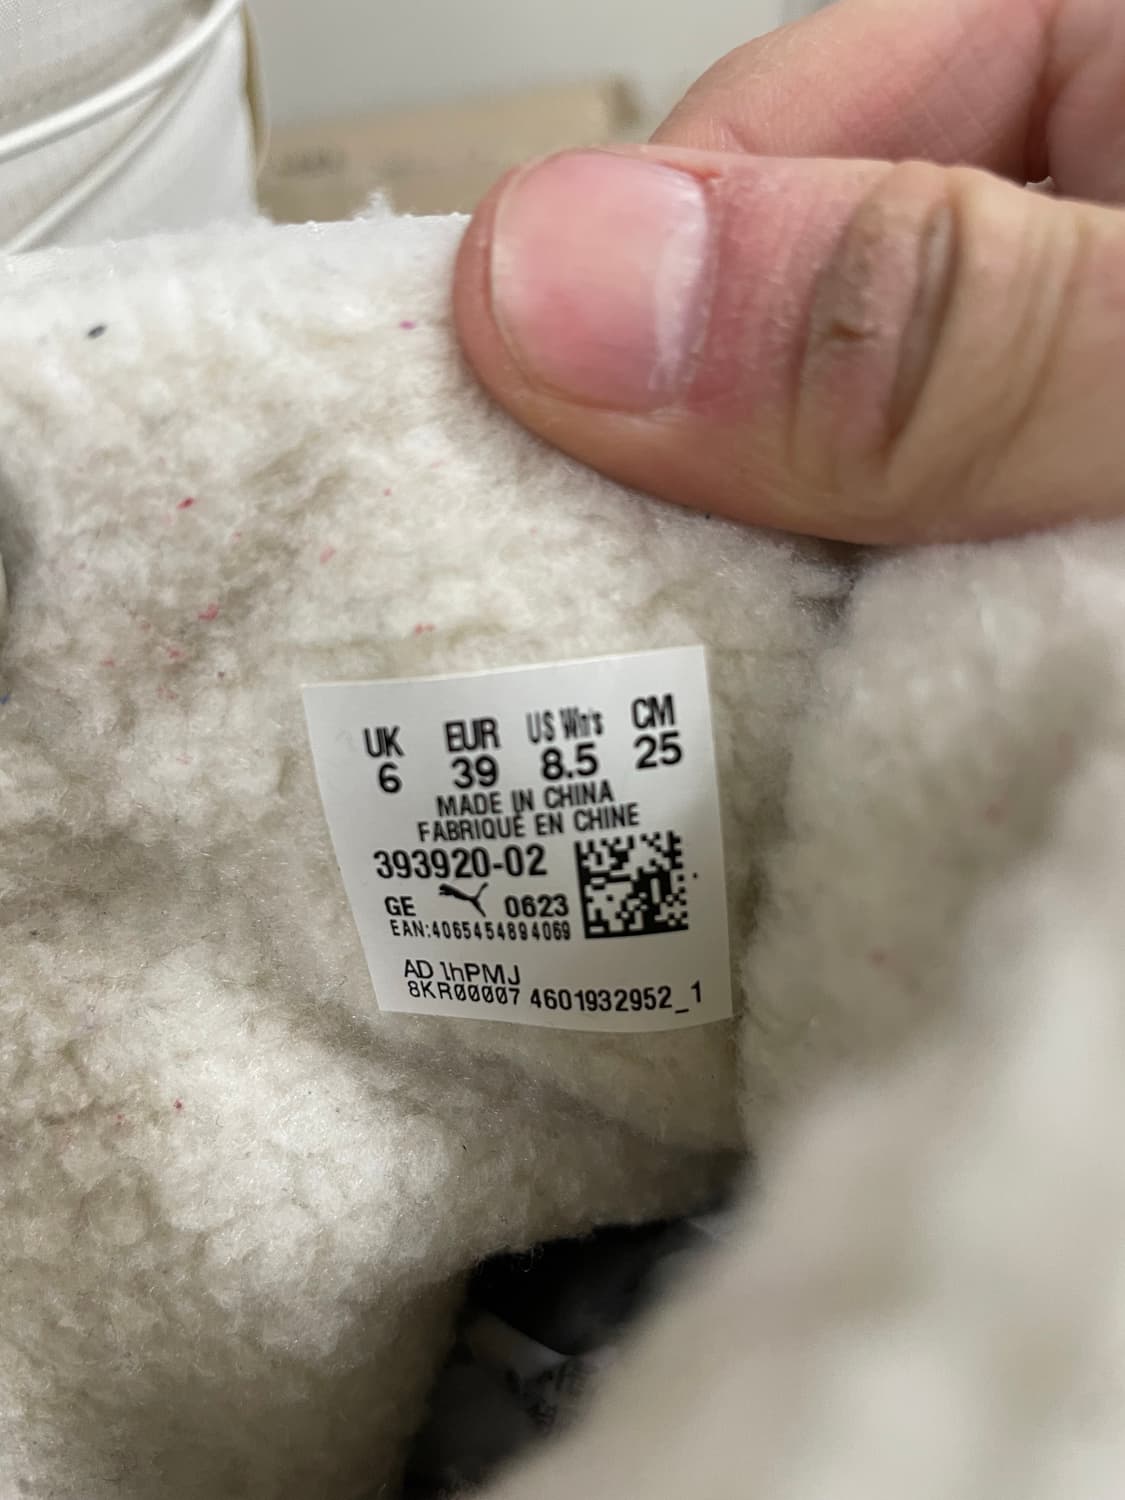 UK EUR US Wn's CM
6 39 8.5 25
MADE IN CHINA
FABRIQUÉ EN CHINE
393920-02
GE 0623
EAN:4065454894069
AD 1hPMJ
8KR00007 4601932952_1